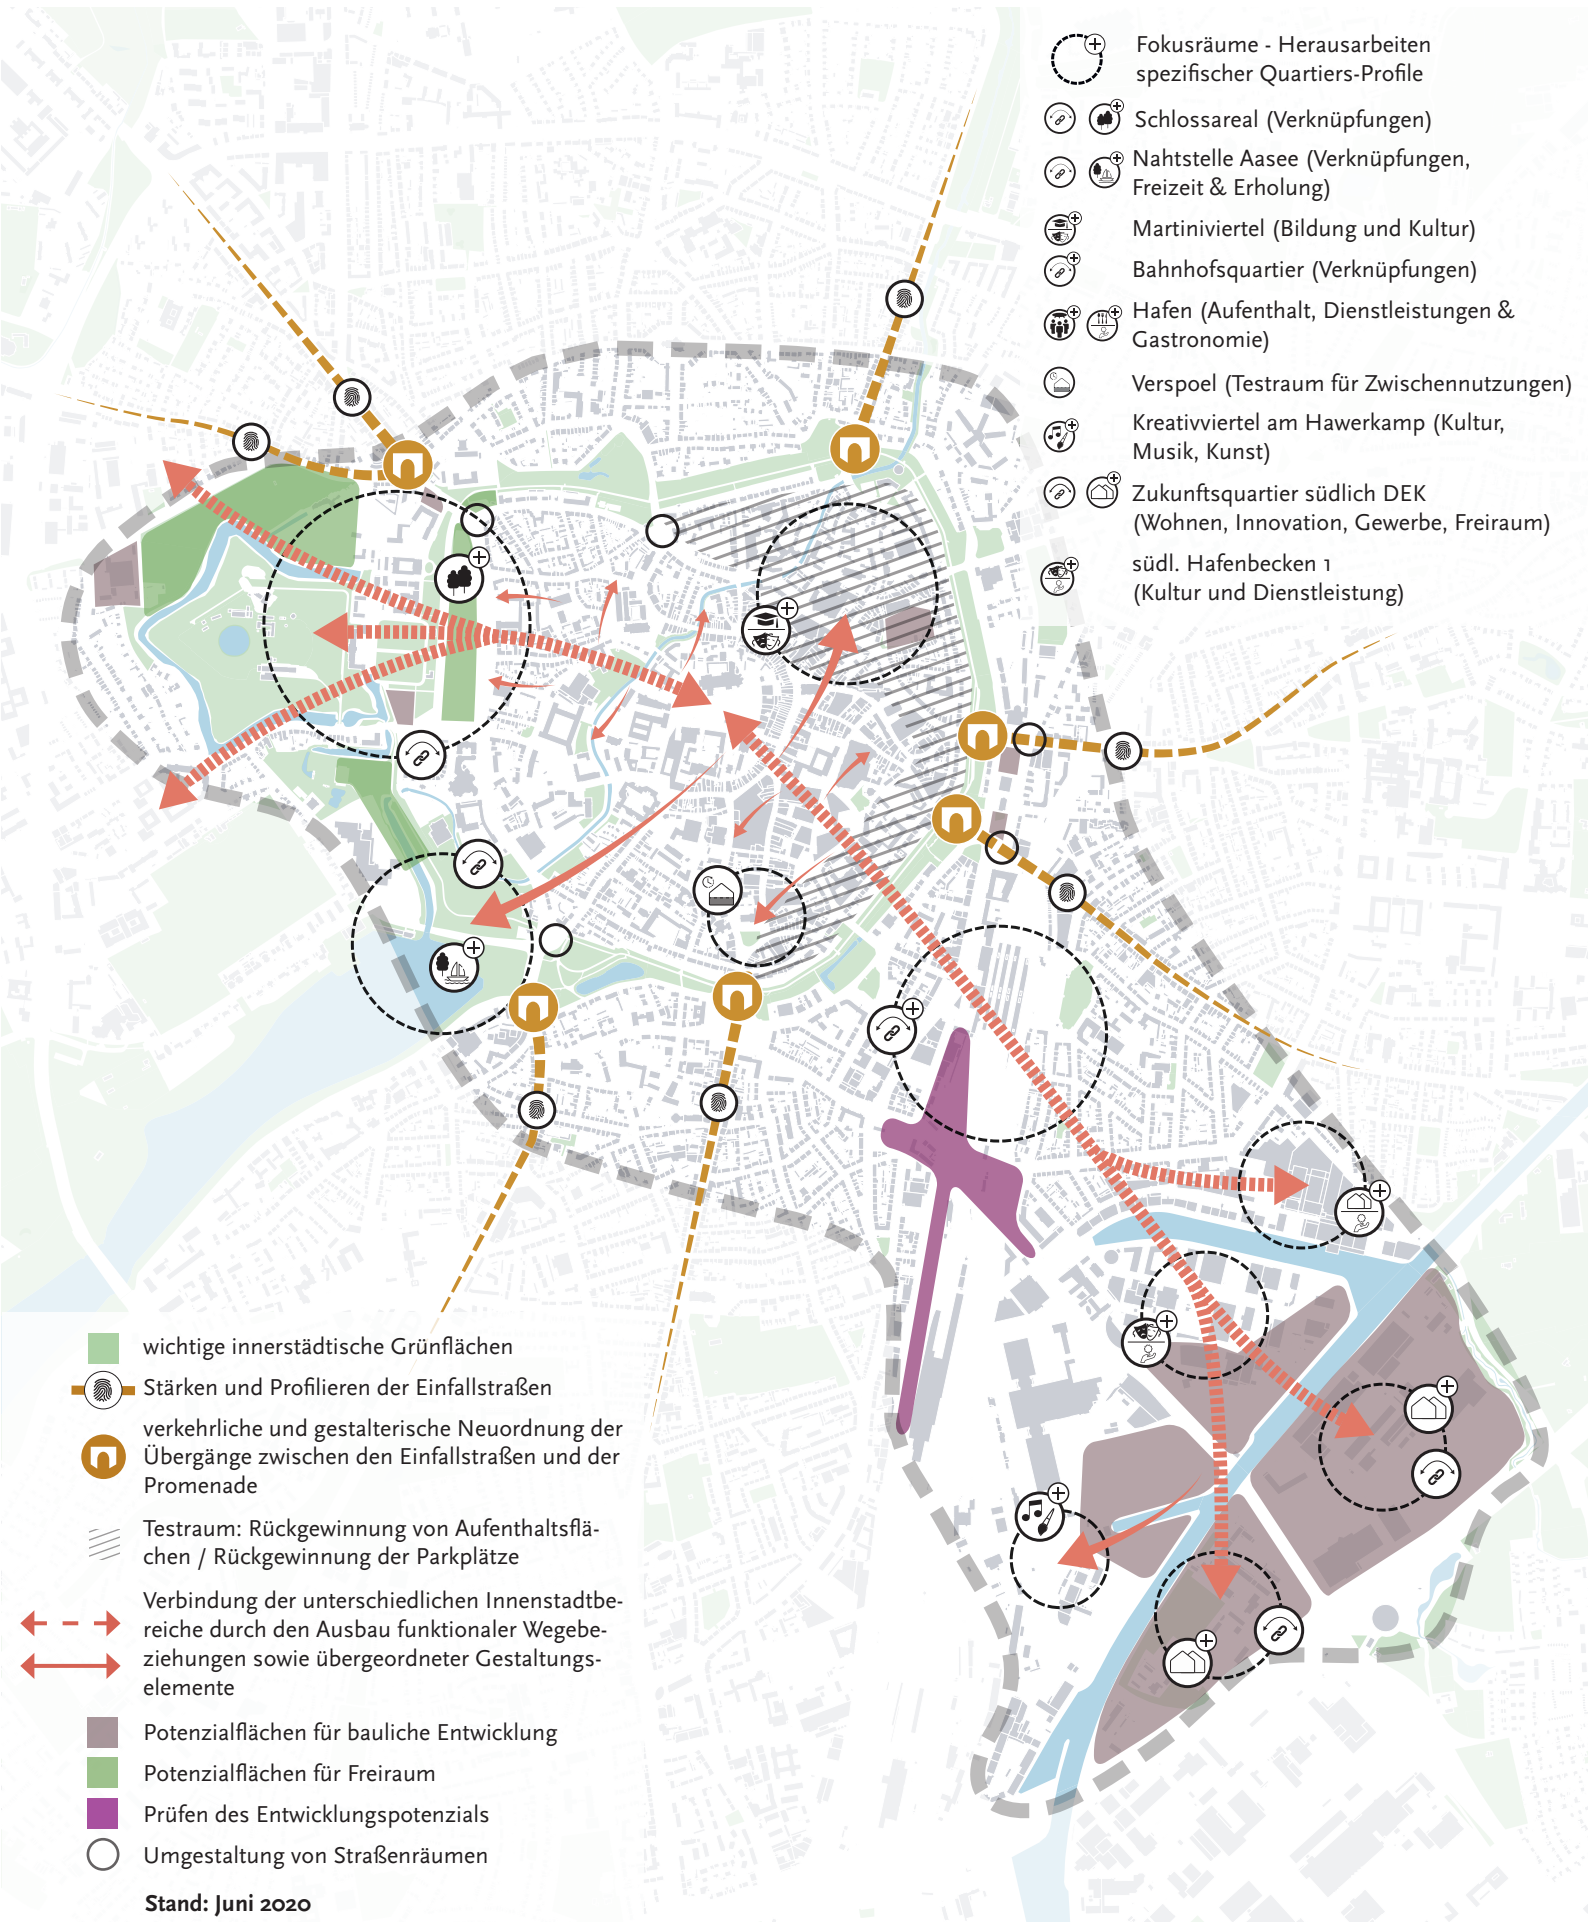 Fokusräume - Herausarbeiten
spezifischer Quartiers-Profile
Schlossareal (Verknüpfungen)
Nahtstelle Aasee (Verknüpfungen,
Freizeit & Erholung)
Martiniviertel (Bildung und Kultur)
Bahnhofsquartier (Verknüpfungen)
Hafen (Aufenthalt, Dienstleistungen &
Gastronomie)
Verspoel (Testraum für Zwischennutzungen)
Kreativviertel am Hawerkamp (Kultur,
Musik, Kunst)
Zukunftsquartier südlich DEK
(Wohnen, Innovation, Gewerbe, Freiraum)
südl. Hafenbecken 1
(Kultur und Dienstleistung)
wichtige innerstädtische Grünflächen
Stärken und Profilieren der Einfallstraßen
verkehrliche und gestalterische Neuordnung der
Übergänge zwischen den Einfallstraßen und der
Promenade
Testraum: Rückgewinnung von Aufenthaltsflä-
chen / Rückgewinnung der Parkplätze
Verbindung der unterschiedlichen Innenstadtbe-
reiche durch den Ausbau funktionaler Wegebe-
ziehungen sowie übergeordneter Gestaltungs-
elemente
Potenzialflächen für bauliche Entwicklung
Potenzialflächen für Freiraum
Prüfen des Entwicklungspotenzials
Umgestaltung von Straßenräumen
Stand: Juni 2020